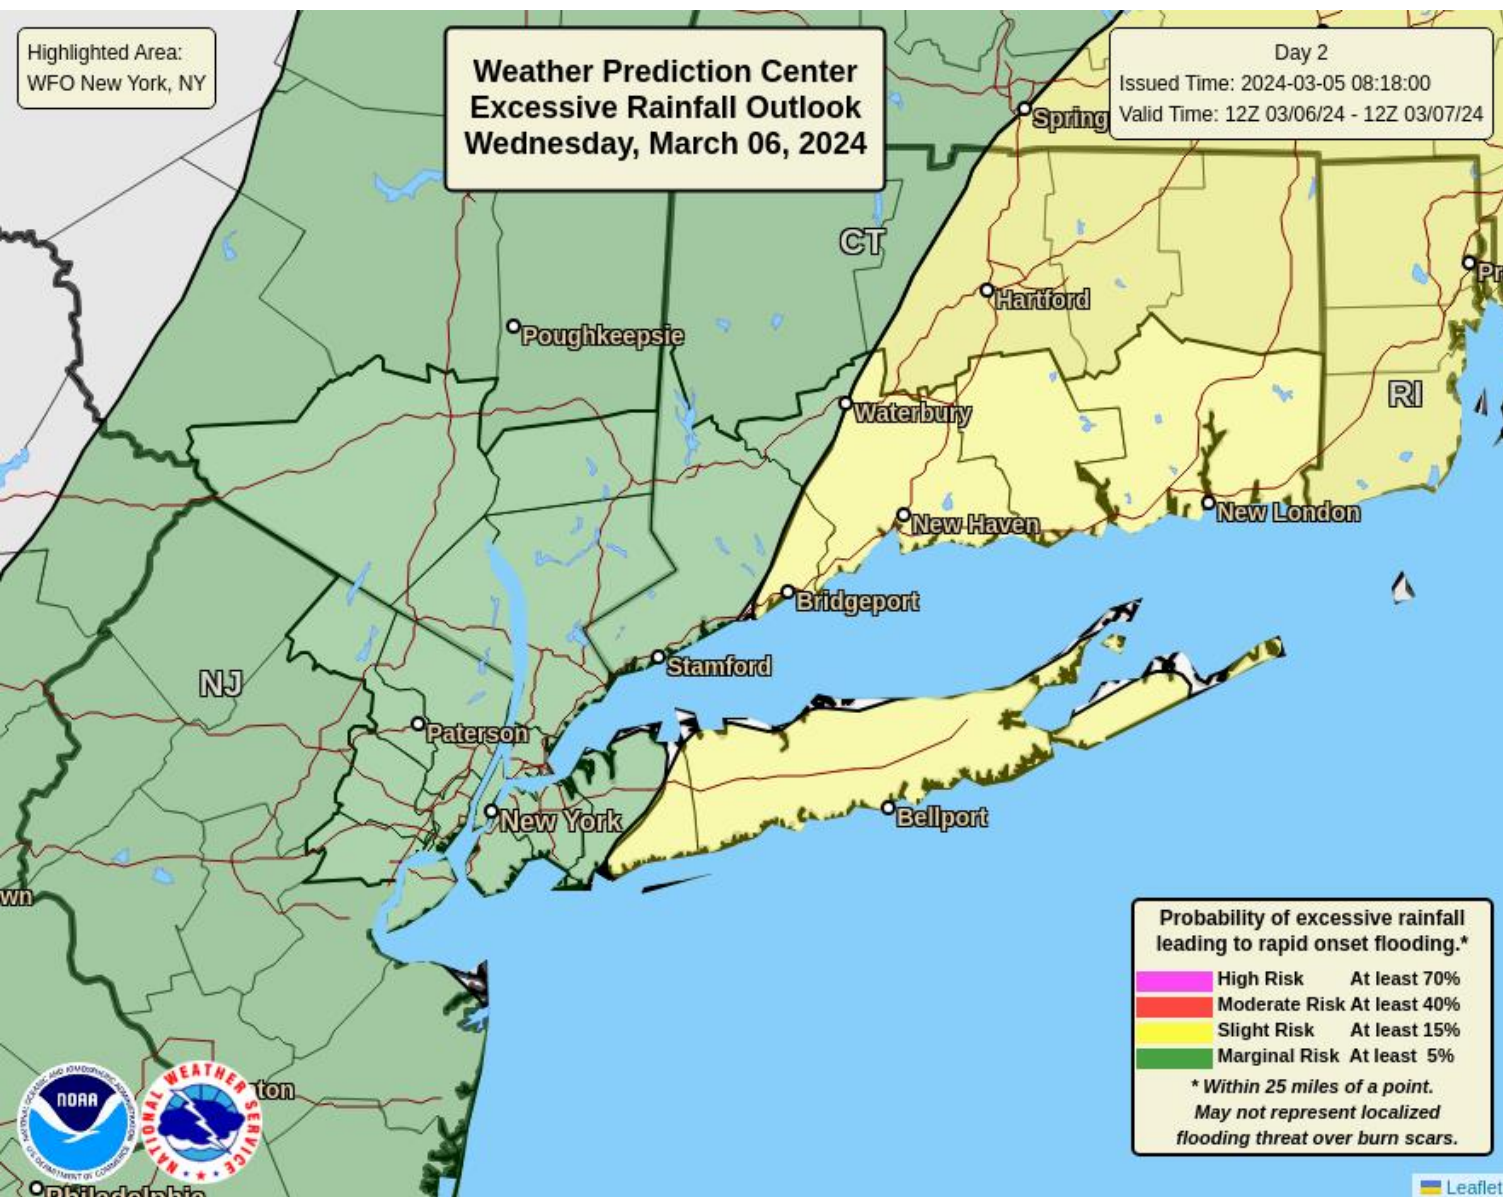 Highlighted Area:
WFO New York, NY
Weather Prediction Center
Excessive Rainfall Outlook
Wednesday, March 06, 2024
Day 2
Issued Time: 2024-03-05 08:18:00
Valid Time: 12Z 03/06/24 - 12Z 03/07/24
Spring
CT
Hartford
Pr
Poughkeepsie
RI
Waterbury
New Haven
New London
Bridgeport
Stamford
NJ
Paterson
New York
Bellport
wn
Probability of excessive rainfall
leading to rapid onset flooding.*
High Risk At least 70%
Moderate Risk At least 40%
Slight Risk At least 15%
Marginal Risk At least 5%
* Within 25 miles of a point.
May not represent localized
flooding threat over burn scars.
NOAA
NATIONAL WEATHER SERVICE
ton
Philadelphia
Leaflet